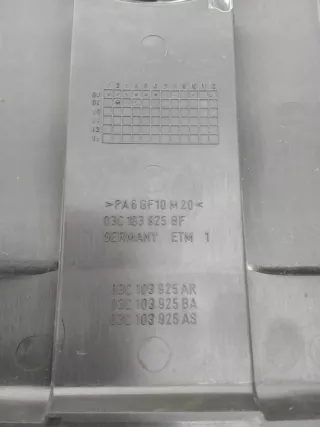 >PA6 GF10 M20<
03C 103 925 BF
GERMANY ETM 1
03C 103 925 AR
03C 103 925 BA
03C 103 925 AS